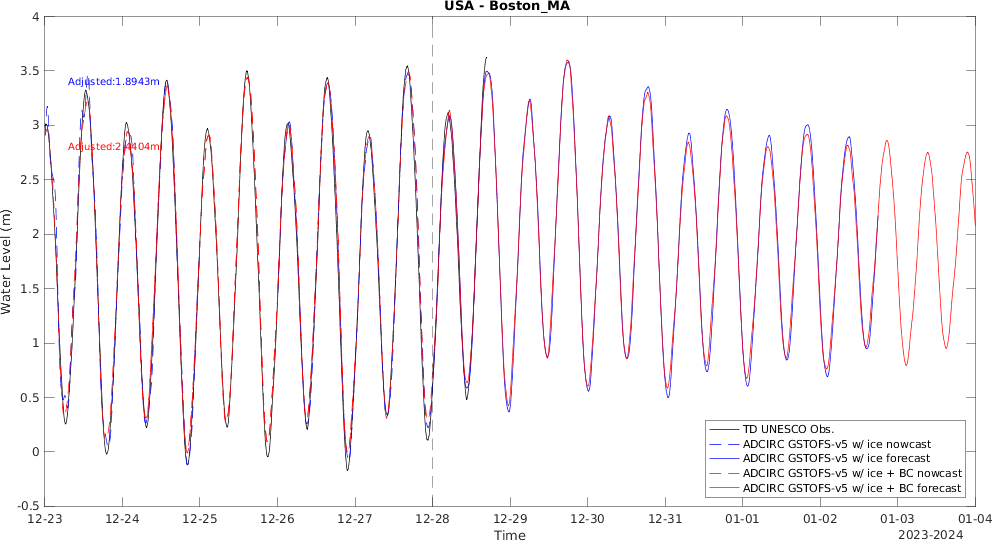 USA - Boston_MA
4
3.5
3
2.5
2
1.5
1
0.5
0
-0.5
Water Level (m)
Adjusted:1.8943m
Adjusted:2.4404m
TD UNESCO Obs.
ADCIRC GSTOFS-v5 w/ ice nowcast
ADCIRC GSTOFS-v5 w/ ice forecast
ADCIRC GSTOFS-v5 w/ ice + BC nowcast
ADCIRC GSTOFS-v5 w/ ice + BC forecast
12-23 12-24 12-25 12-26 12-27 12-28 12-29 12-30 12-31 01-01 01-02 01-03 01-04
Time
2023-2024